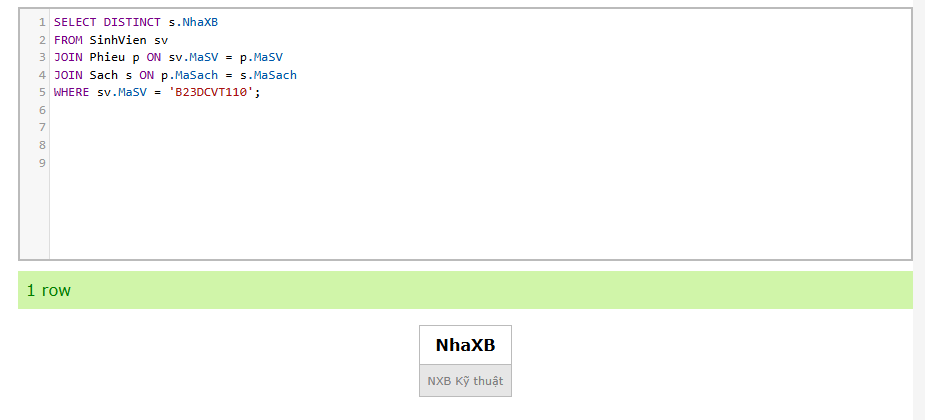 1 SELECT DISTINCT s.NhaXB
2 FROM SinhVien sv
3 JOIN Phieu p ON sv.MaSV = p.MaSV
4 JOIN Sach s ON p.MaSach = s.MaSach
5 WHERE sv.MaSV = 'B23DCVT110';
6
7
8
9
1 row
NhaXB
NXB Kỹ thuật